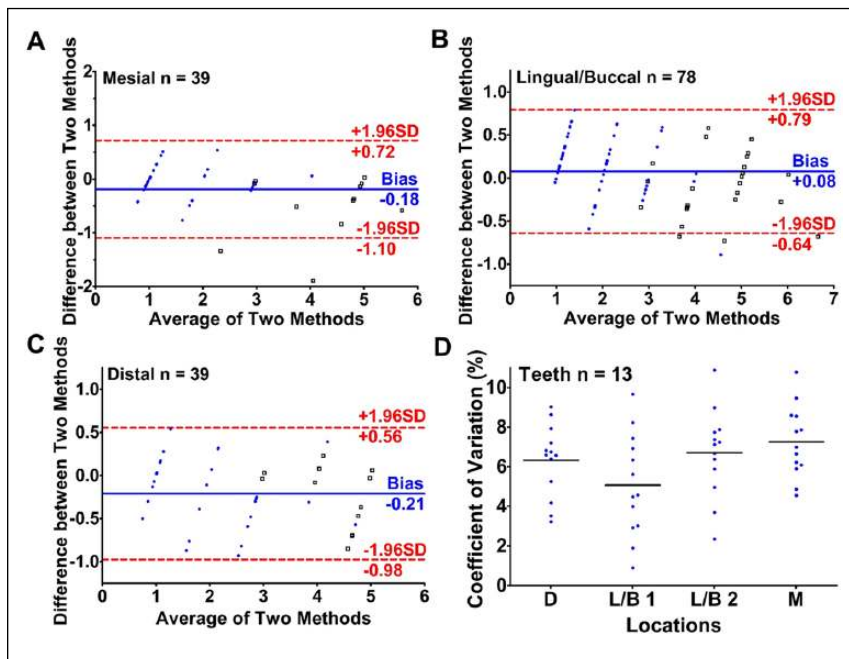 A
Mesial n = 39
Difference between Two Methods
2
1
0
-1
-2
+1.96SD
+0.72
Bias
-0.18
-1.96SD
-1.10
0 1 2 3 4 5 6
Average of Two Methods
B
Lingual/Buccal n = 78
Difference between Two Methods
1.0
0.5
0.0
-0.5
-1.0
+1.96SD
+0.79
Bias
+0.08
-1.96SD
-0.64
0 1 2 3 4 5 6 7
Average of Two Methods
C
Distal n = 39
Difference between Two Methods
1.0
0.5
0.0
-0.5
-1.0
+1.96SD
+0.56
Bias
-0.21
-1.96SD
-0.98
0 1 2 3 4 5 6
Average of Two Methods
D
Teeth n = 13
Coefficient of Variation (%)
10
8
6
4
2
0
D L/B 1 L/B 2 M
Locations